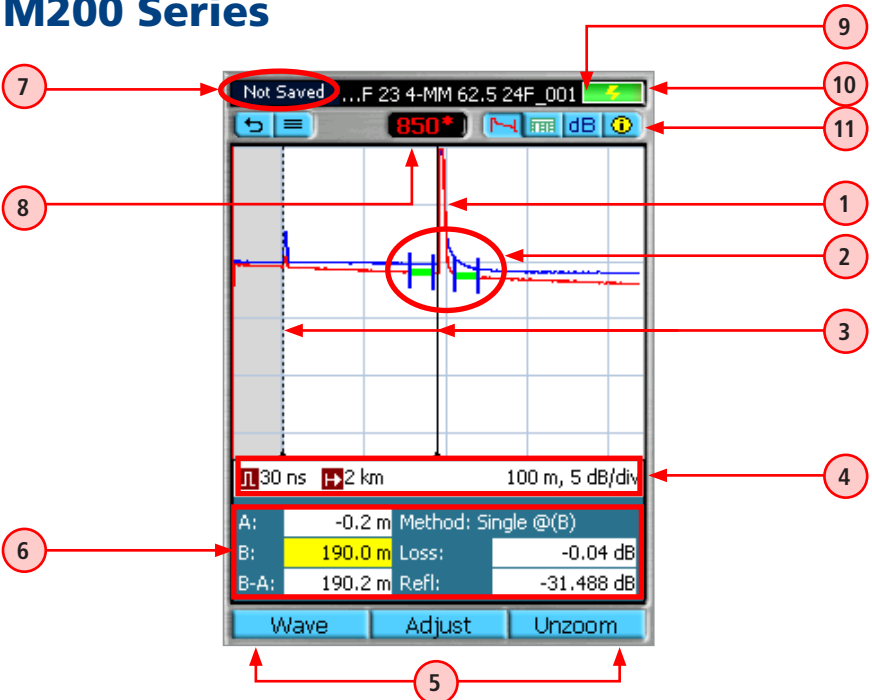 M200 Series
9
7
Not Saved ...F 23 4-MM 62.5 24F_001
10
850*
dB
11
8
1
2
3
30 ns 2 km 100 m, 5 dB/div
4
A: -0.2 m Method: Single @(B)
6
B: 190.0 m Loss: -0.04 dB
B-A: 190.2 m Refl: -31.488 dB
Wave Adjust Unzoom
5